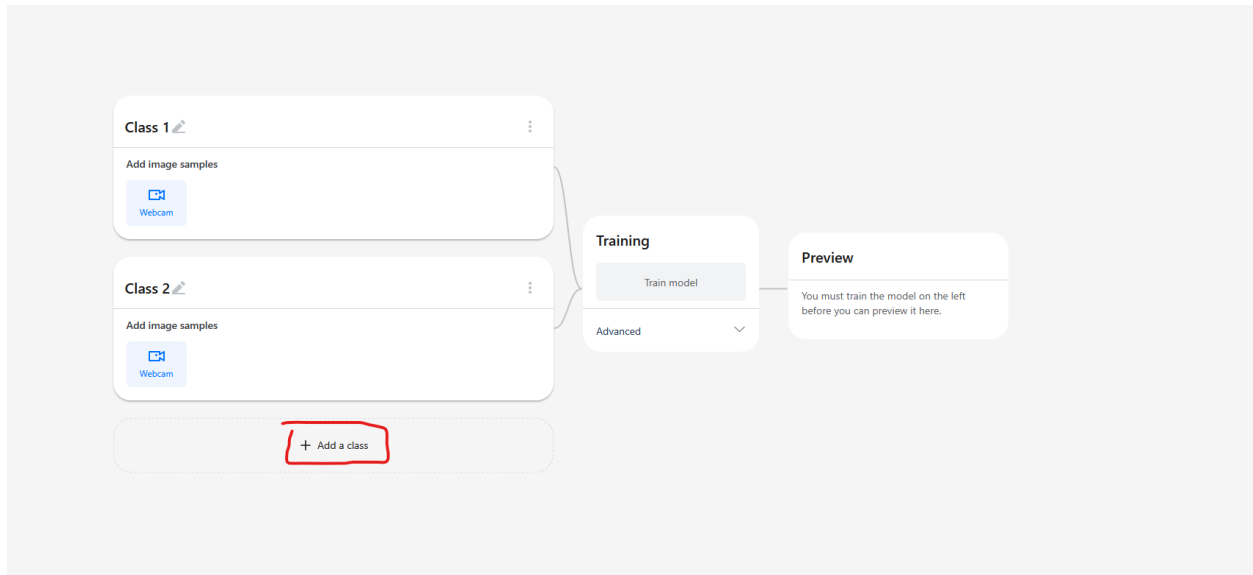 Class 1
Add image samples
Webcam
Class 2
Add image samples
Webcam
+ Add a class
Training
Train model
Advanced
Preview
You must train the model on the left
before you can preview it here.